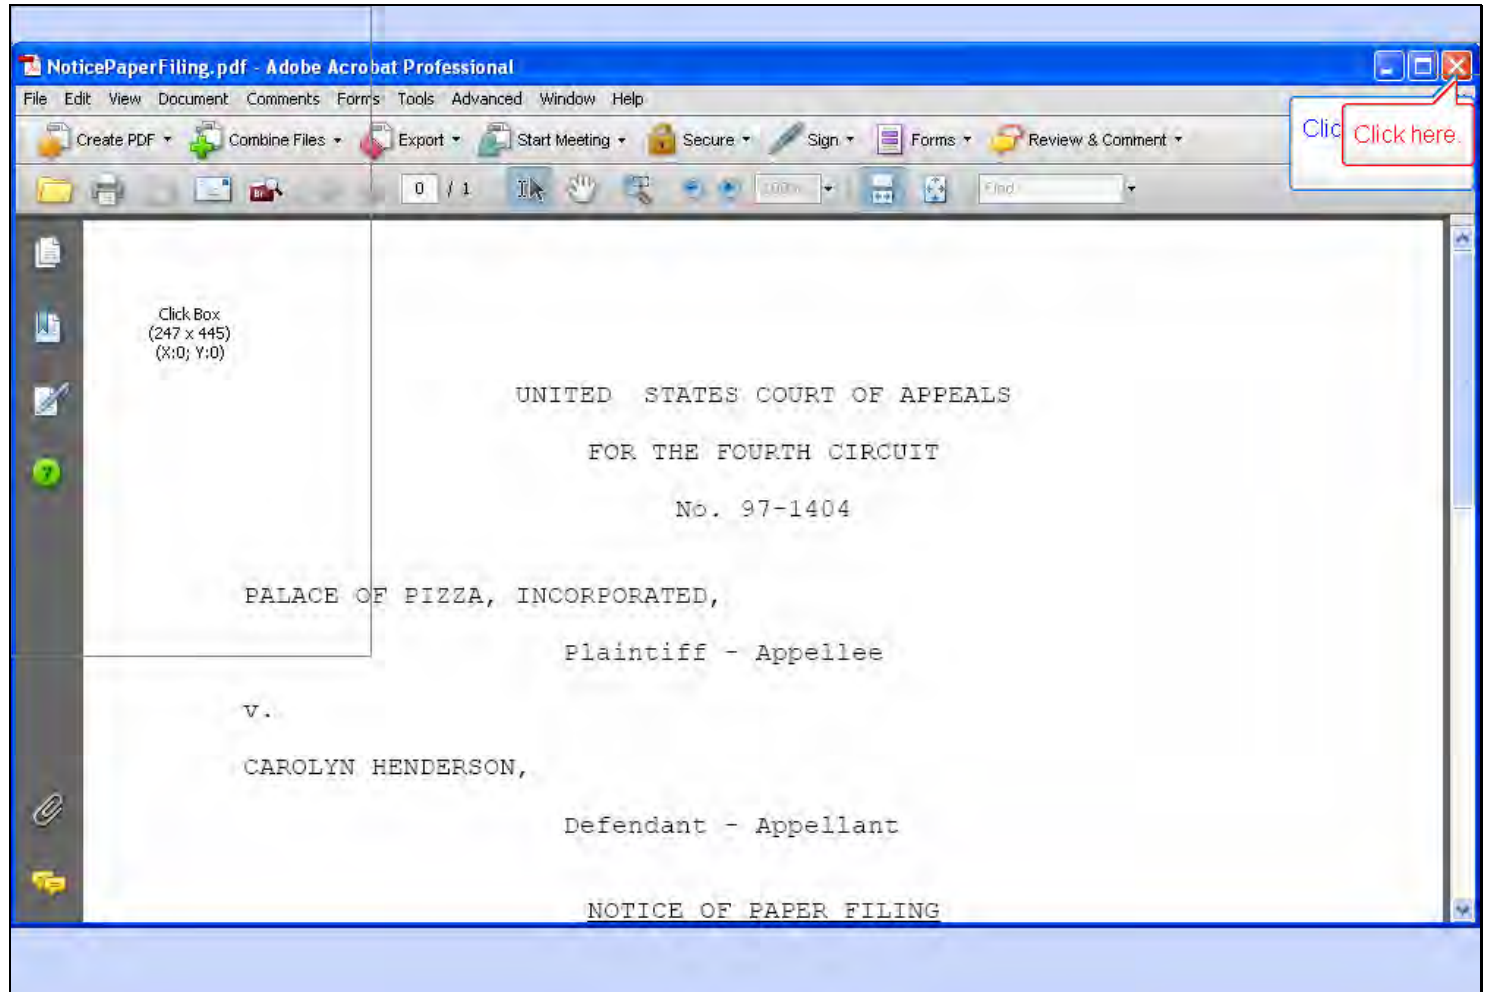 NoticePaperFiling.pdf - Adobe Acrobat Professional
File Edit View Document Comments Forms Tools Advanced Window Help
Create PDF Combine Files Export Start Meeting Secure Sign Forms Review & Comment
Clic Click here.
0 / 1 100% Find
Click Box
(247 x 445)
(X:0; Y:0)
UNITED STATES COURT OF APPEALS
FOR THE FOURTH CIRCUIT
No. 97-1404
PALACE OF PIZZA, INCORPORATED,
Plaintiff - Appellee
v.
CAROLYN HENDERSON,
Defendant - Appellant
NOTICE OF PAPER FILING